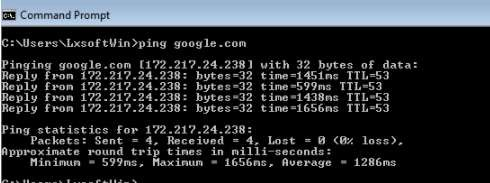 Command Prompt
C:\Users\LxsoftWin>ping google.com
Pinging google.com [172.217.24.238] with 32 bytes of data:
Reply from 172.217.24.238: bytes=32 time=1451ms TTL=53
Reply from 172.217.24.238: bytes=32 time=599ms TTL=53
Reply from 172.217.24.238: bytes=32 time=1438ms TTL=53
Reply from 172.217.24.238: bytes=32 time=1656ms TTL=53
Ping statistics for 172.217.24.238:
Packets: Sent = 4, Received = 4, Lost = 0 (0% loss),
Approximate round trip times in milli-seconds:
Minimum = 599ms, Maximum = 1656ms, Average = 1286ms
C:\Users\LxsoftWin>